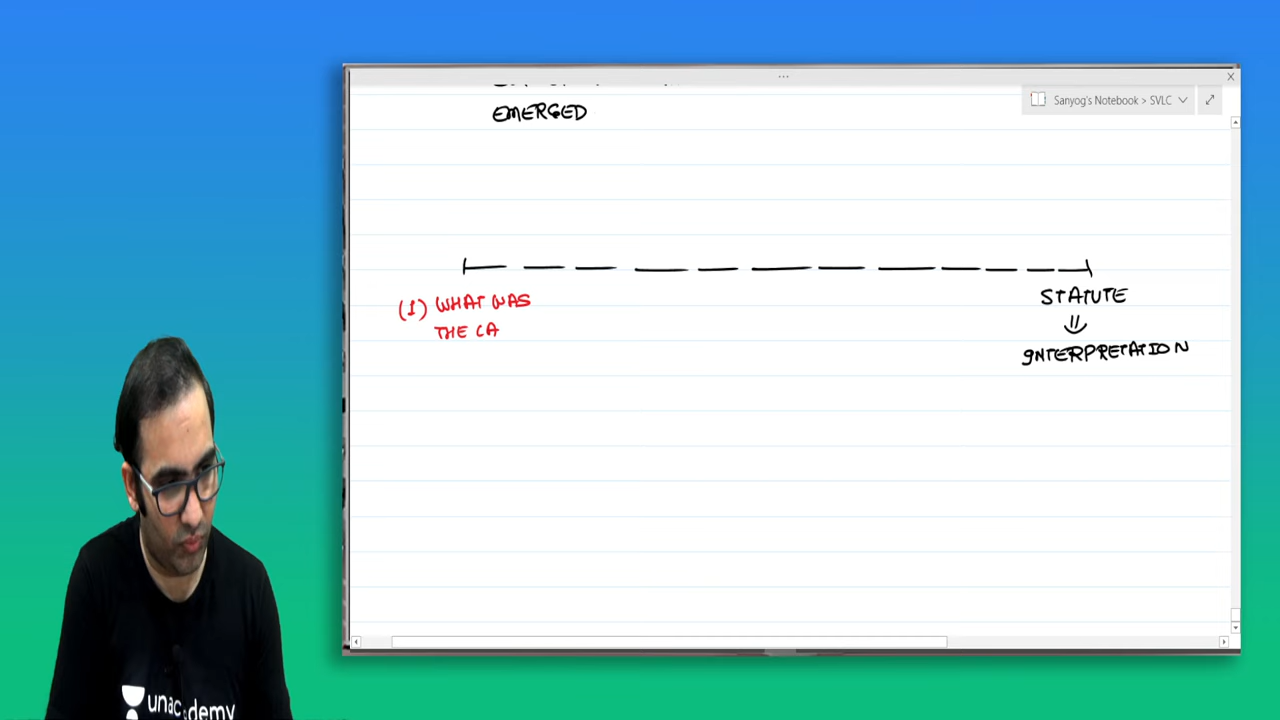 Sanyog's Notebook > SVLC
EMERGED
(1) WHAT WAS
THE CA
STATUTE
INTERPRETATION
unacademy